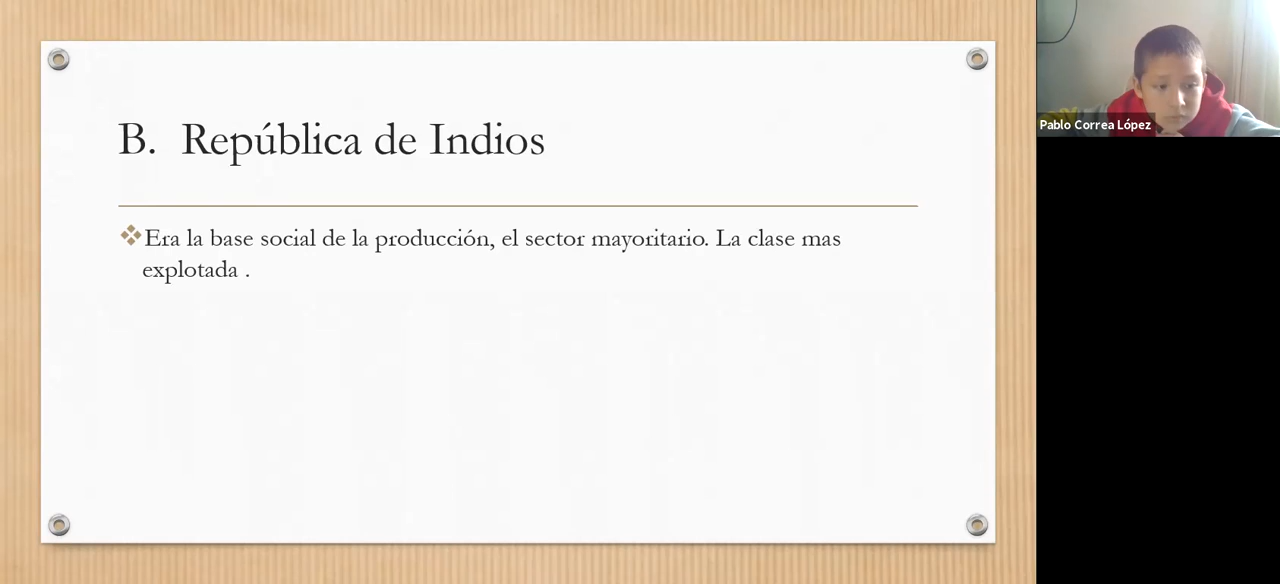 B. República de Indios
Era la base social de la producción, el sector mayoritario. La clase mas
explotada .
Pablo Correa López